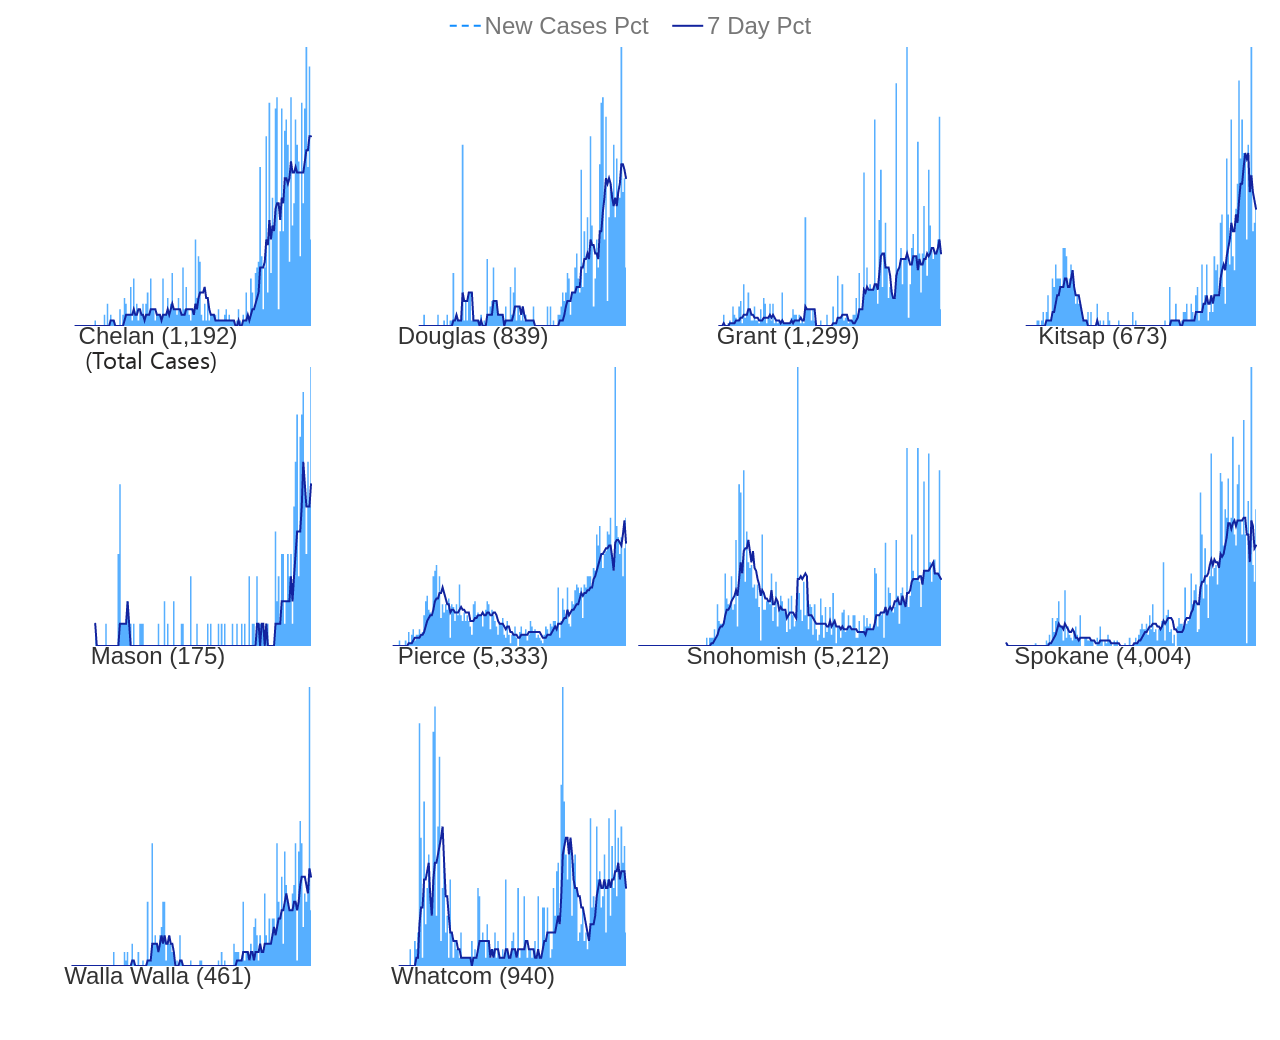 New Cases Pct 7 Day Pct
Chelan (1,192) Douglas (839) Grant (1,299) Kitsap (673)
(Total Cases)
Mason (175) Pierce (5,333) Snohomish (5,212) Spokane (4,004)
Walla Walla (461) Whatcom (940)